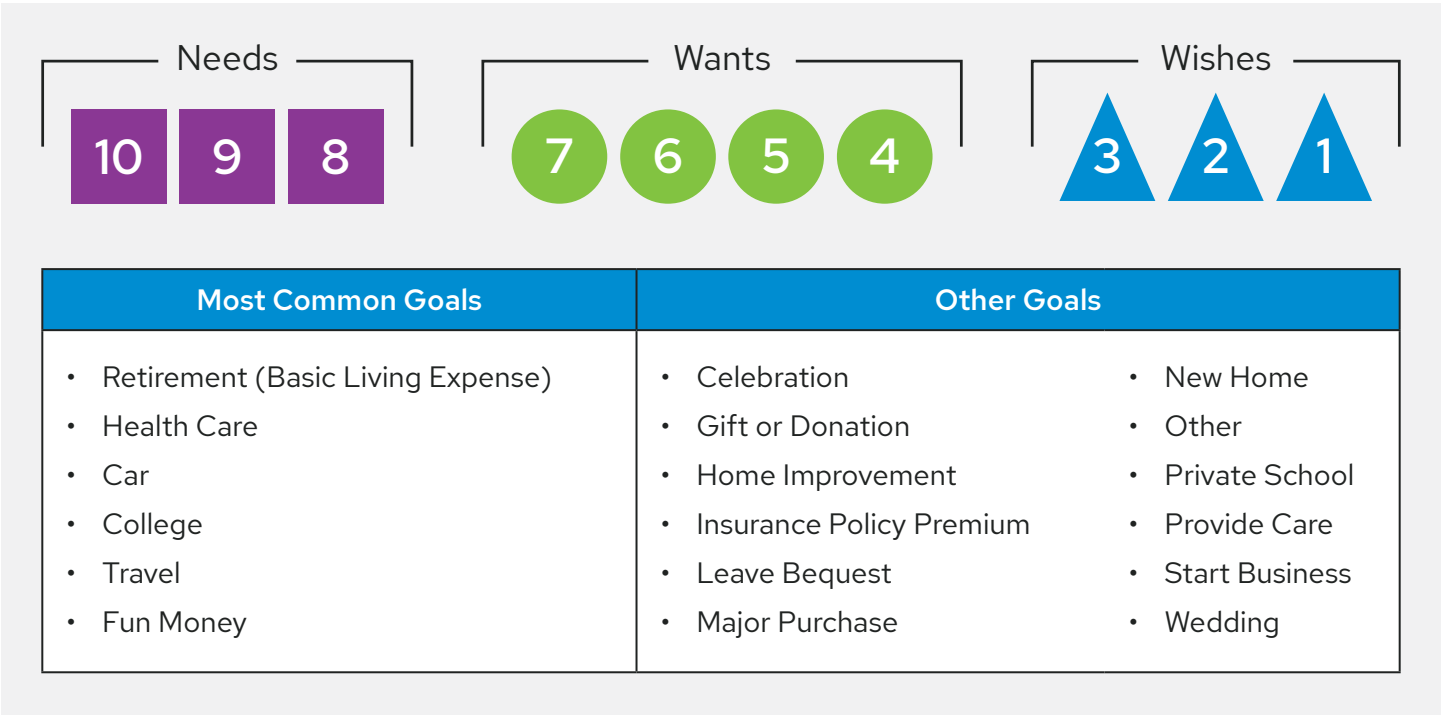 Needs
Wants
Wishes
10 9 8
7 6 5 4
3 2 1
Most Common Goals
Other Goals
• Retirement (Basic Living Expense)
• Health Care
• Car
• College
• Travel
• Fun Money
• Celebration
• Gift or Donation
• Home Improvement
• Insurance Policy Premium
• Leave Bequest
• Major Purchase
• New Home
• Other
• Private School
• Provide Care
• Start Business
• Wedding